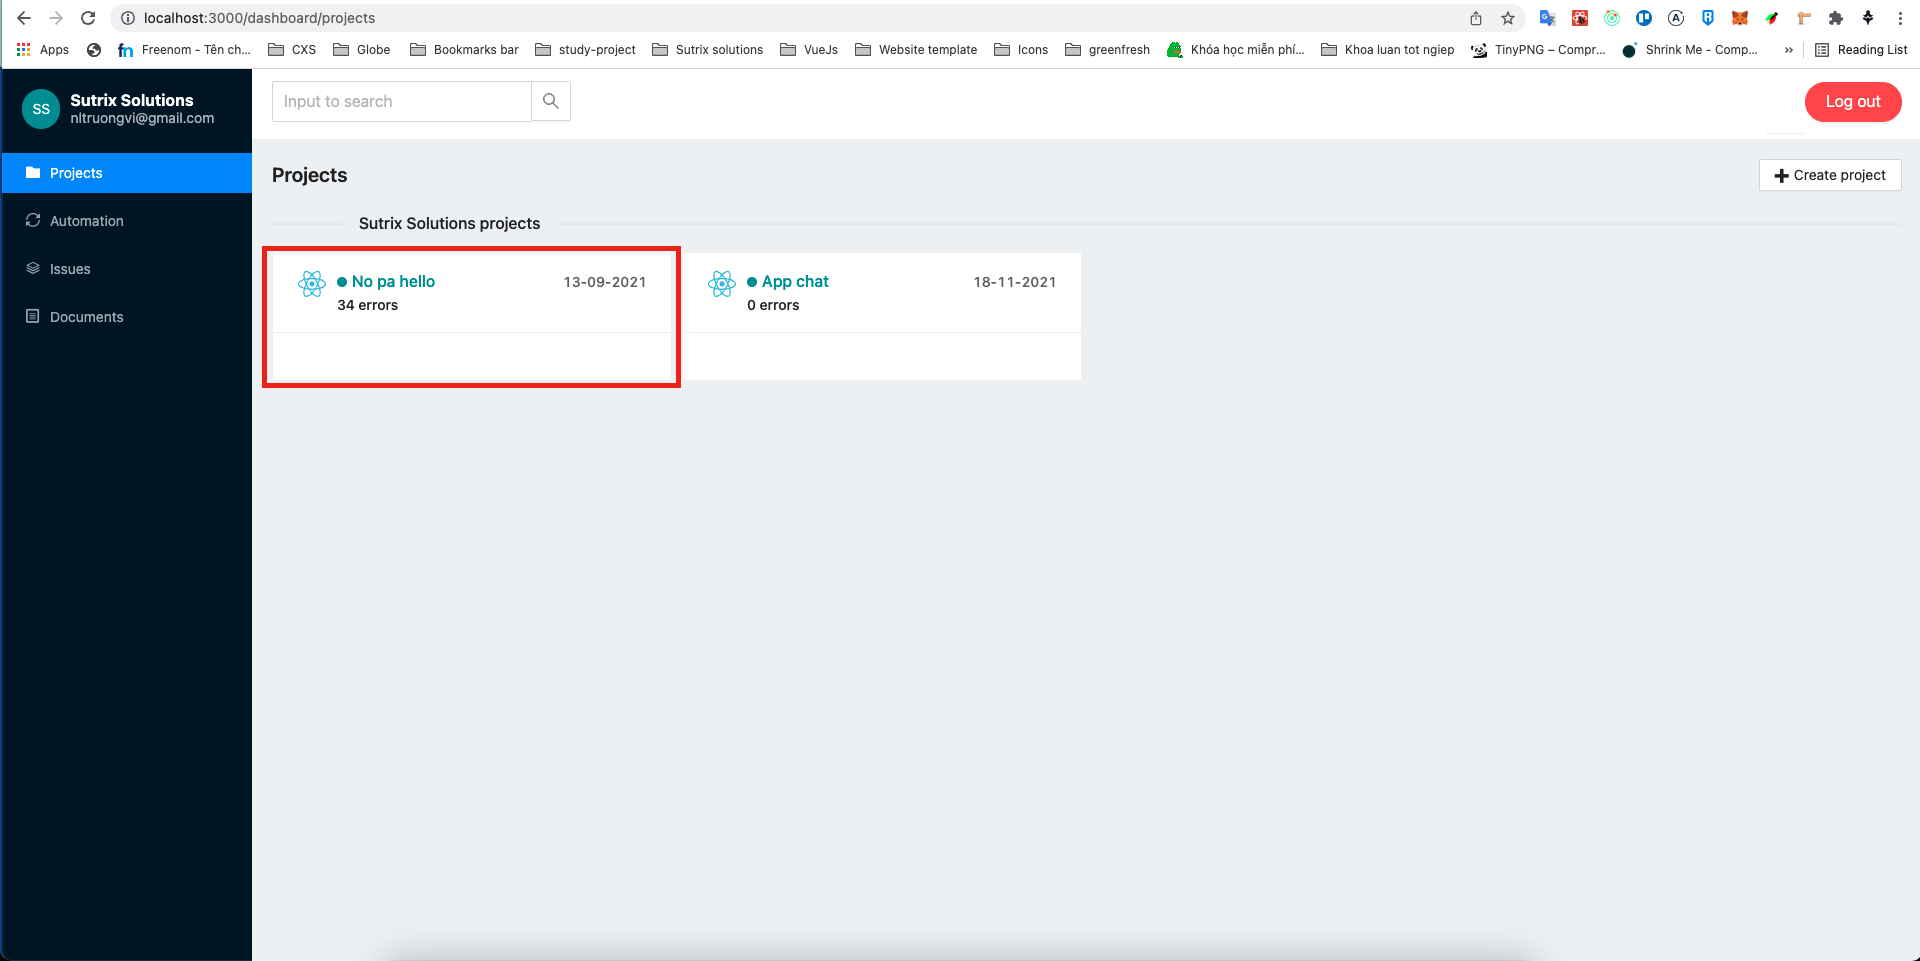 localhost:3000/dashboard/projects
Apps
fn Freenom - Tên ch...
CXS
Globe
Bookmarks bar
study-project
Sutrix solutions
VueJs
Website template
Icons
greenfresh
Khóa học miễn phí...
Khoa luan tot ngiep
TinyPNG – Compr...
Shrink Me - Comp...
»
Reading List
SS
Sutrix Solutions
nltruongvi@gmail.com
Input to search
Log out
Projects
Automation
Issues
Documents
Projects
Create project
Sutrix Solutions projects
No pa hello
13-09-2021
34 errors
App chat
18-11-2021
0 errors